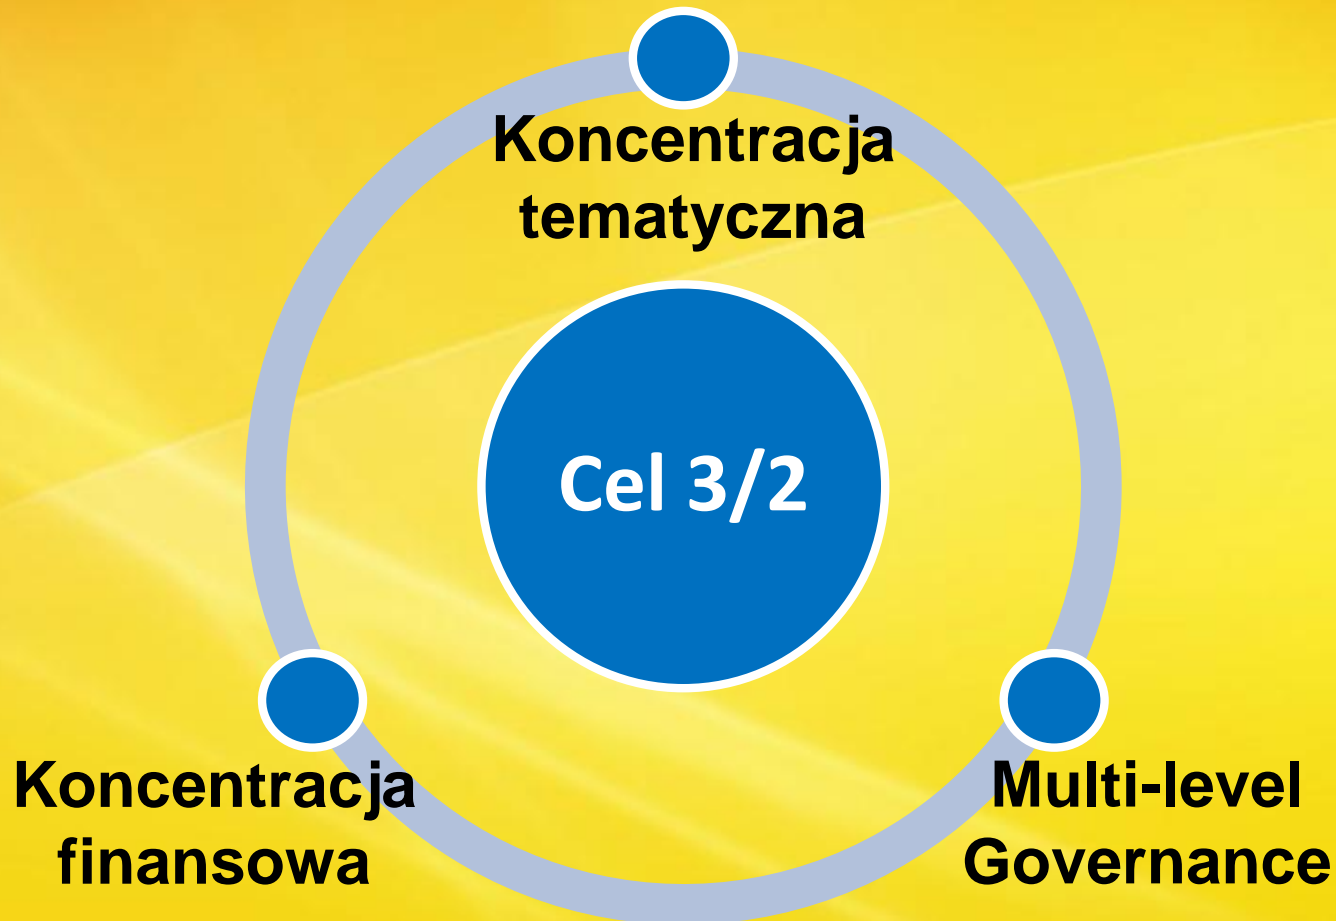 Koncentracja
tematyczna
Cel 3/2
Koncentracja
finansowa
Multi-level
Governance